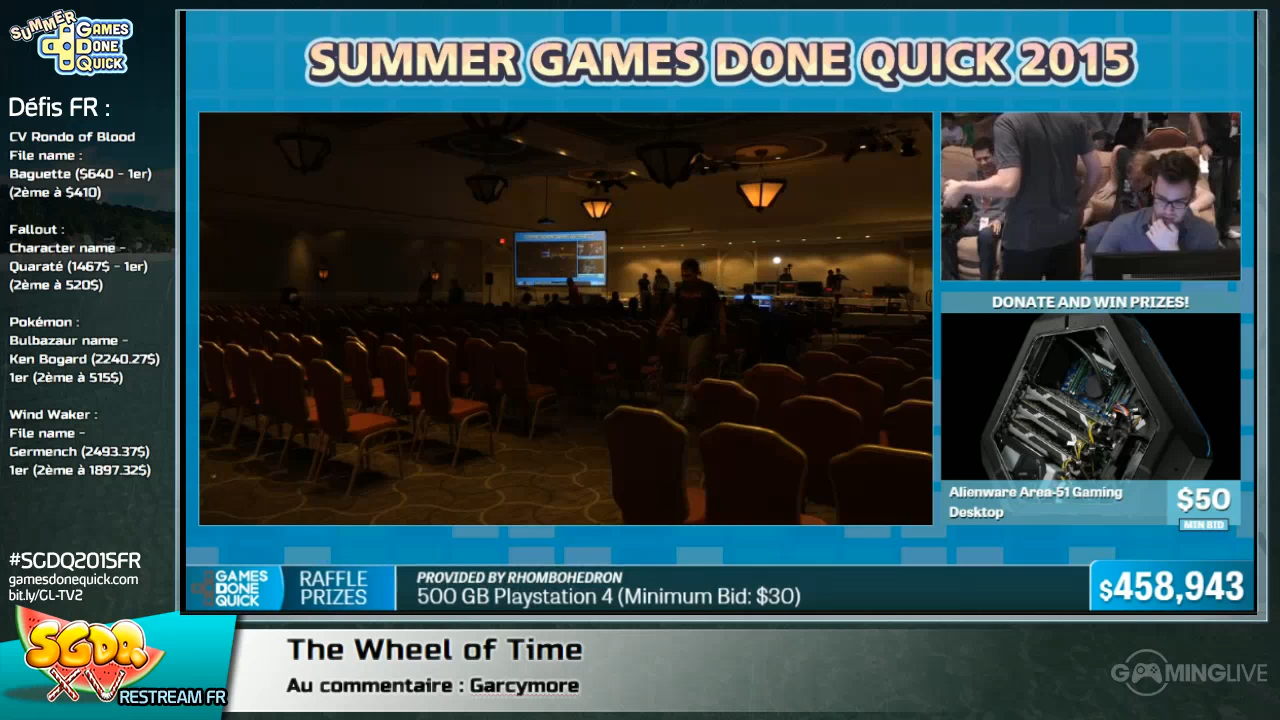 SUMMER
GAMES
DONE
QUICK
Défis FR :
CV Rondo of Blood
File name :
Baguette ($640 - 1er)
(2ème à $410)
Fallout :
Character name -
Quaraté (1467$ - 1er)
(2ème à 520$)
Pokémon :
Bulbazaur name -
Ken Bogard (2240.27$)
1er (2ème à 515$)
Wind Waker :
File name -
Germench (2493.37$)
1er (2ème à 1897.32$)
#SGDQ2015FR
gamesdonequick.com
bit.ly/GL-TV2
SGDQ
XV
RESTREAM FR
SUMMER GAMES DONE QUICK 2015
DONATE AND WIN PRIZES!
Alienware Area-51 Gaming
Desktop
$50
MIN BID
GAMES
DONE
QUICK
RAFFLE
PRIZES
PROVIDED BY RHOMBOHEDRON
500 GB Playstation 4 (Minimum Bid: $30)
$458,943
The Wheel of Time
Au commentaire : Garcymore
GAMINGLIVE